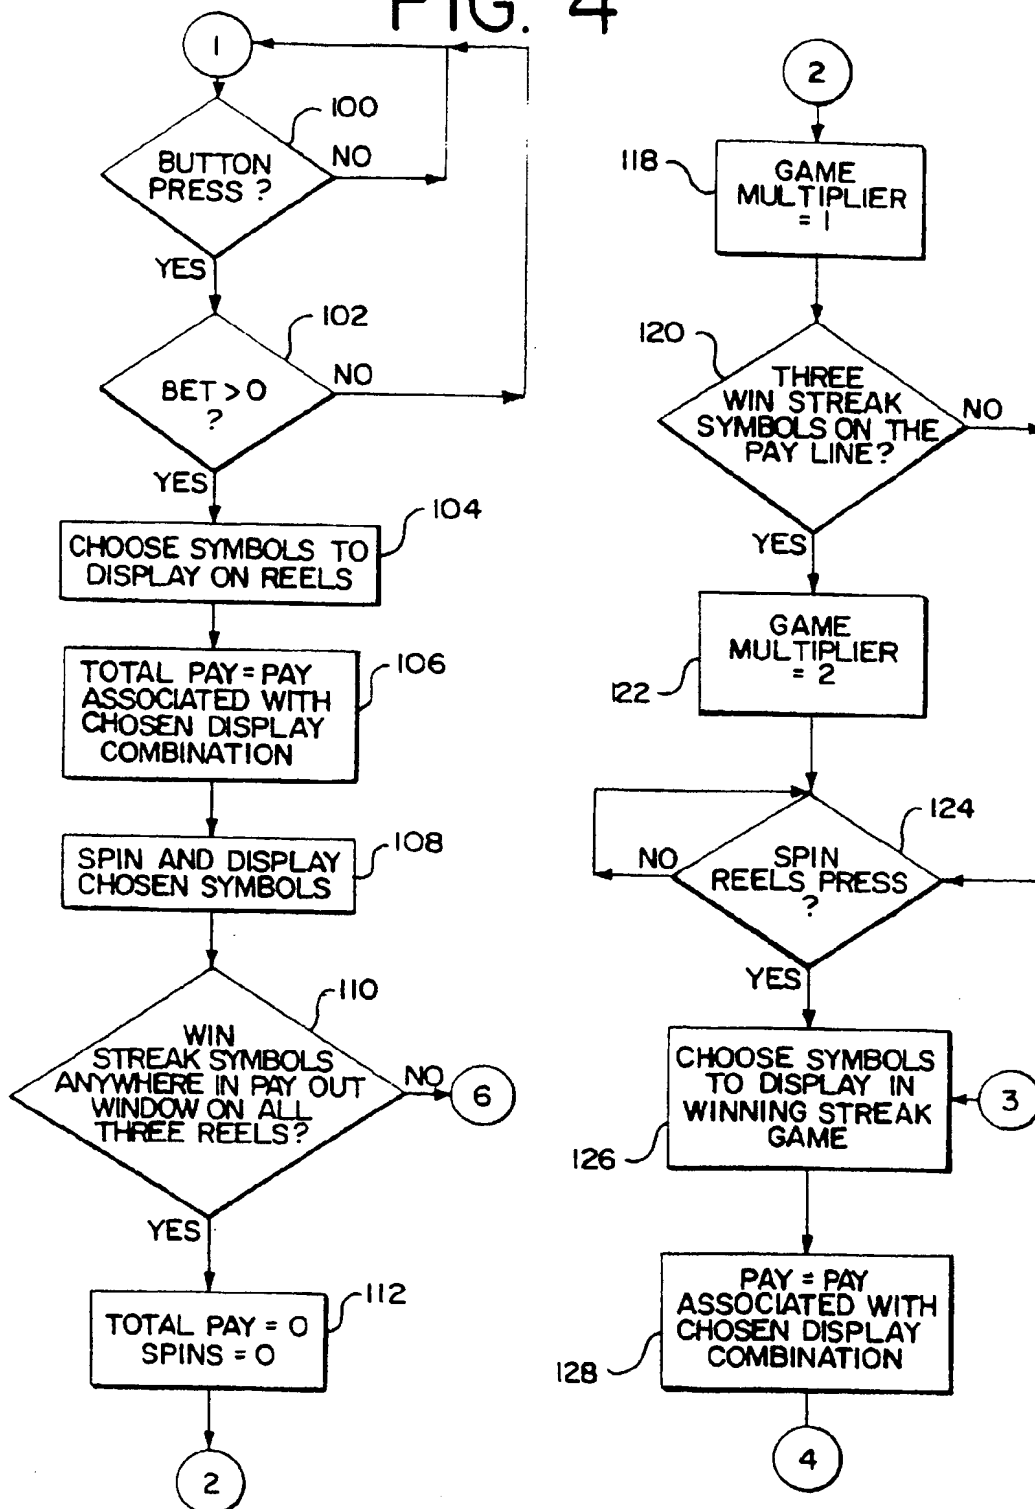 FIG. 4
1
100
BUTTON
PRESS ?
NO
YES
102
BET > 0
?
NO
YES
104
CHOOSE SYMBOLS TO
DISPLAY ON REELS
106
TOTAL PAY = PAY
ASSOCIATED WITH
CHOSEN DISPLAY
COMBINATION
108
SPIN AND DISPLAY
CHOSEN SYMBOLS
110
WIN
STREAK SYMBOLS
ANYWHERE IN PAY OUT
WINDOW ON ALL
THREE REELS?
NO
6
YES
112
TOTAL PAY = 0
SPINS = 0
2
2
118
GAME
MULTIPLIER
= 1
120
THREE
WIN STREAK
SYMBOLS ON THE
PAY LINE?
NO
YES
GAME
MULTIPLIER
= 2
122
124
SPIN
REELS PRESS
?
NO
YES
CHOOSE SYMBOLS
TO DISPLAY IN
WINNING STREAK
GAME
3
126
PAY = PAY
ASSOCIATED WITH
CHOSEN DISPLAY
COMBINATION
128
4